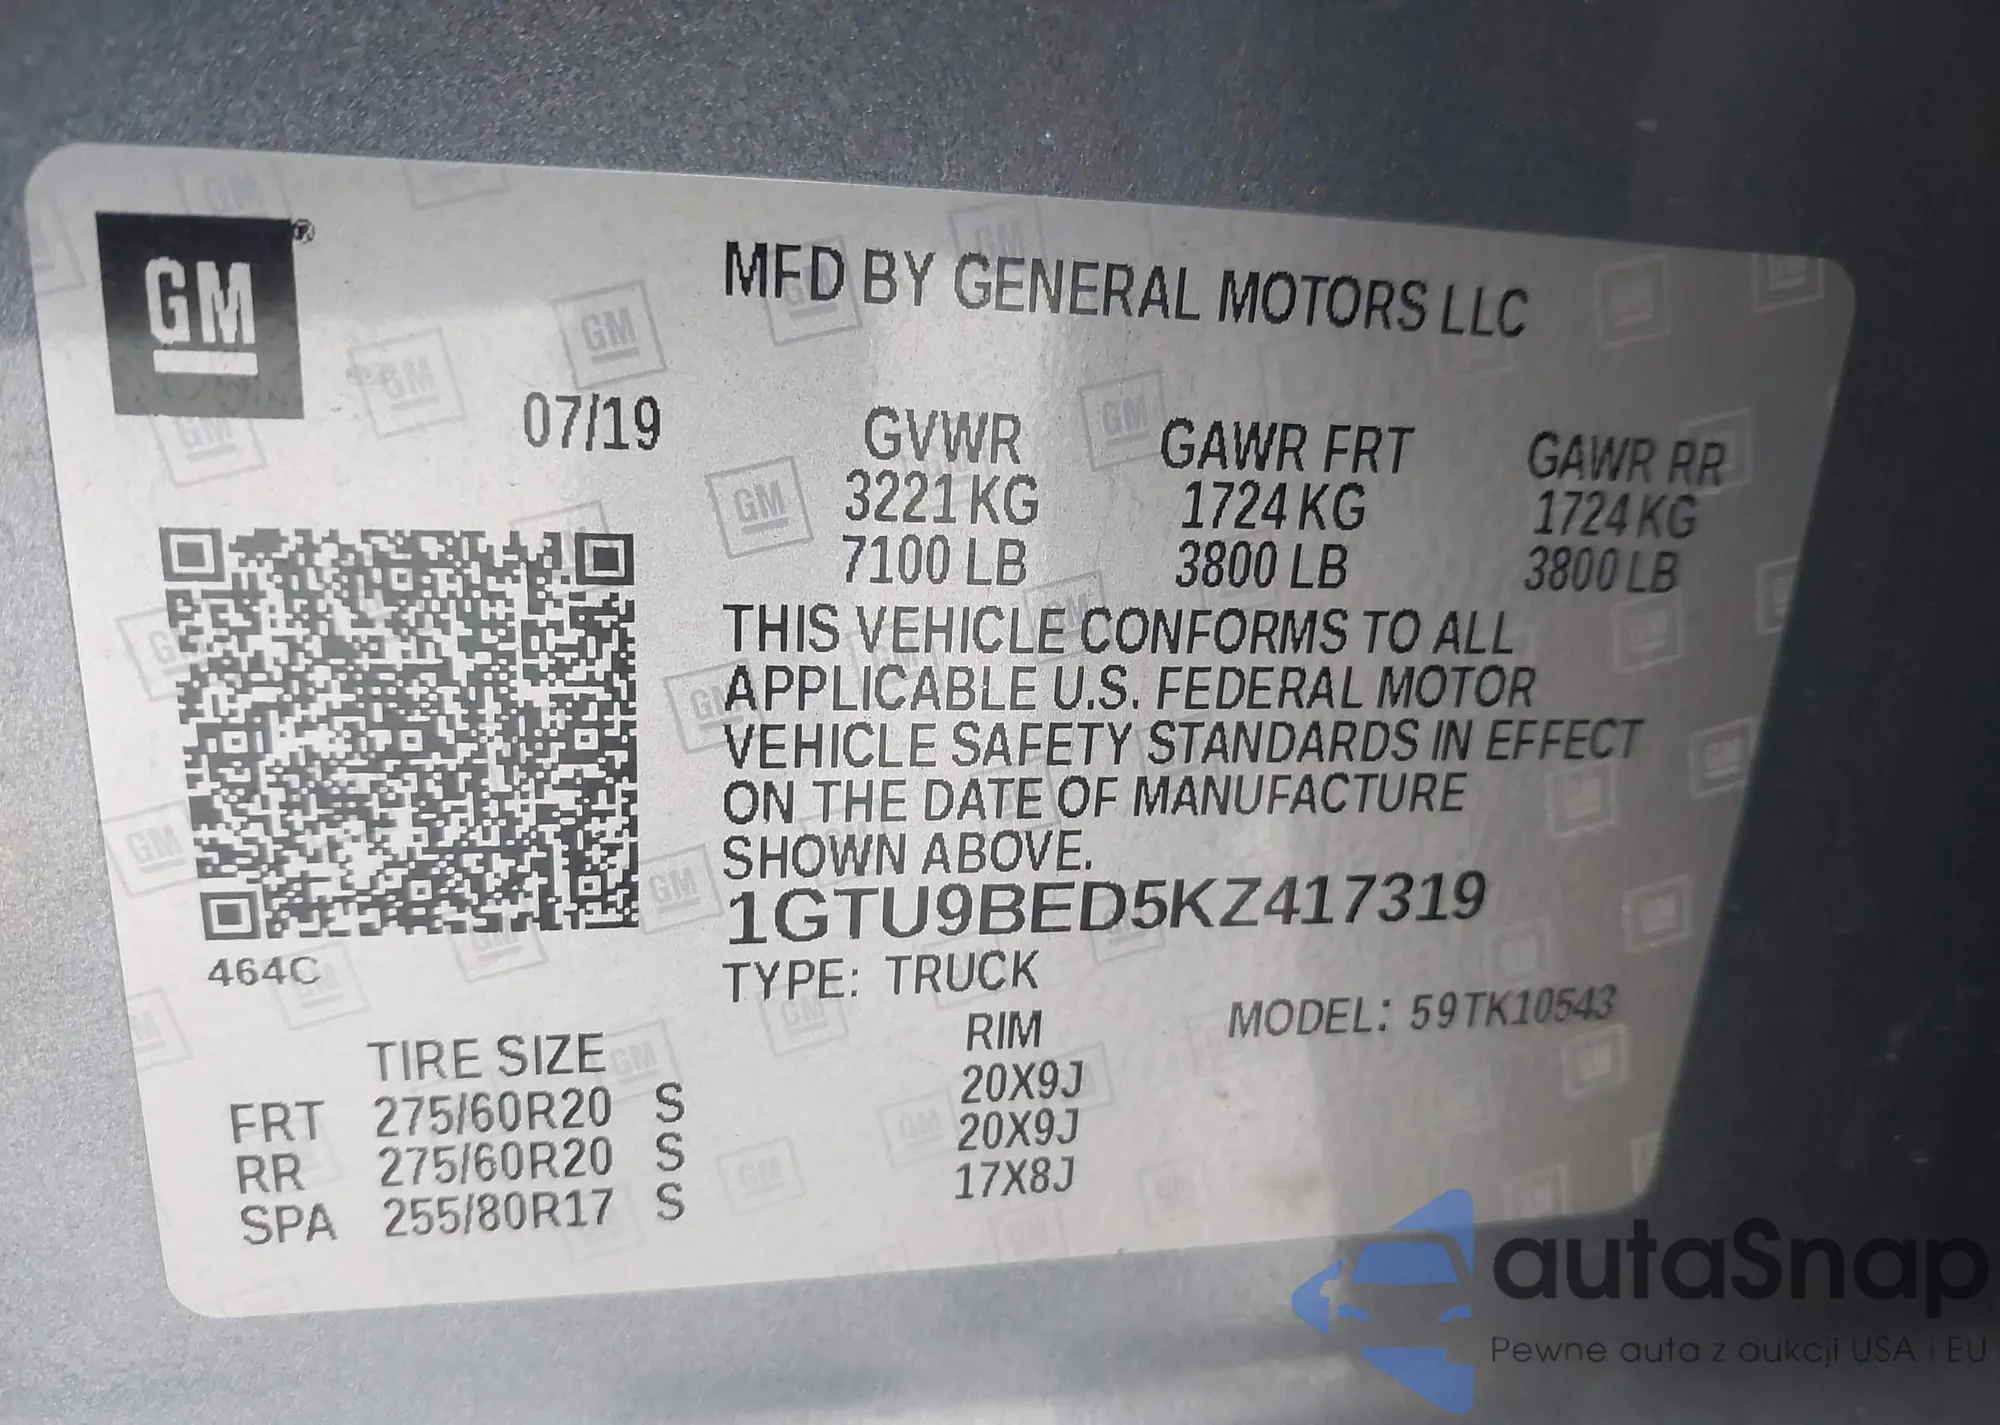 GM®
MFD BY GENERAL MOTORS LLC
07/19
GVWR GAWR FRT GAWR RR
3221 KG 1724 KG 1724 KG
7100 LB 3800 LB 3800 LB
THIS VEHICLE CONFORMS TO ALL
APPLICABLE U.S. FEDERAL MOTOR
VEHICLE SAFETY STANDARDS IN EFFECT
ON THE DATE OF MANUFACTURE
SHOWN ABOVE.
1GTU9BED5KZ417319
464C
TYPE: TRUCK
MODEL: 59TK10543
TIRE SIZE RIM
FRT 275/60R20 S 20X9J
RR 275/60R20 S 20X9J
SPA 255/80R17 S 17X8J
autaSnap
Pewne auta z aukcji USA i EU